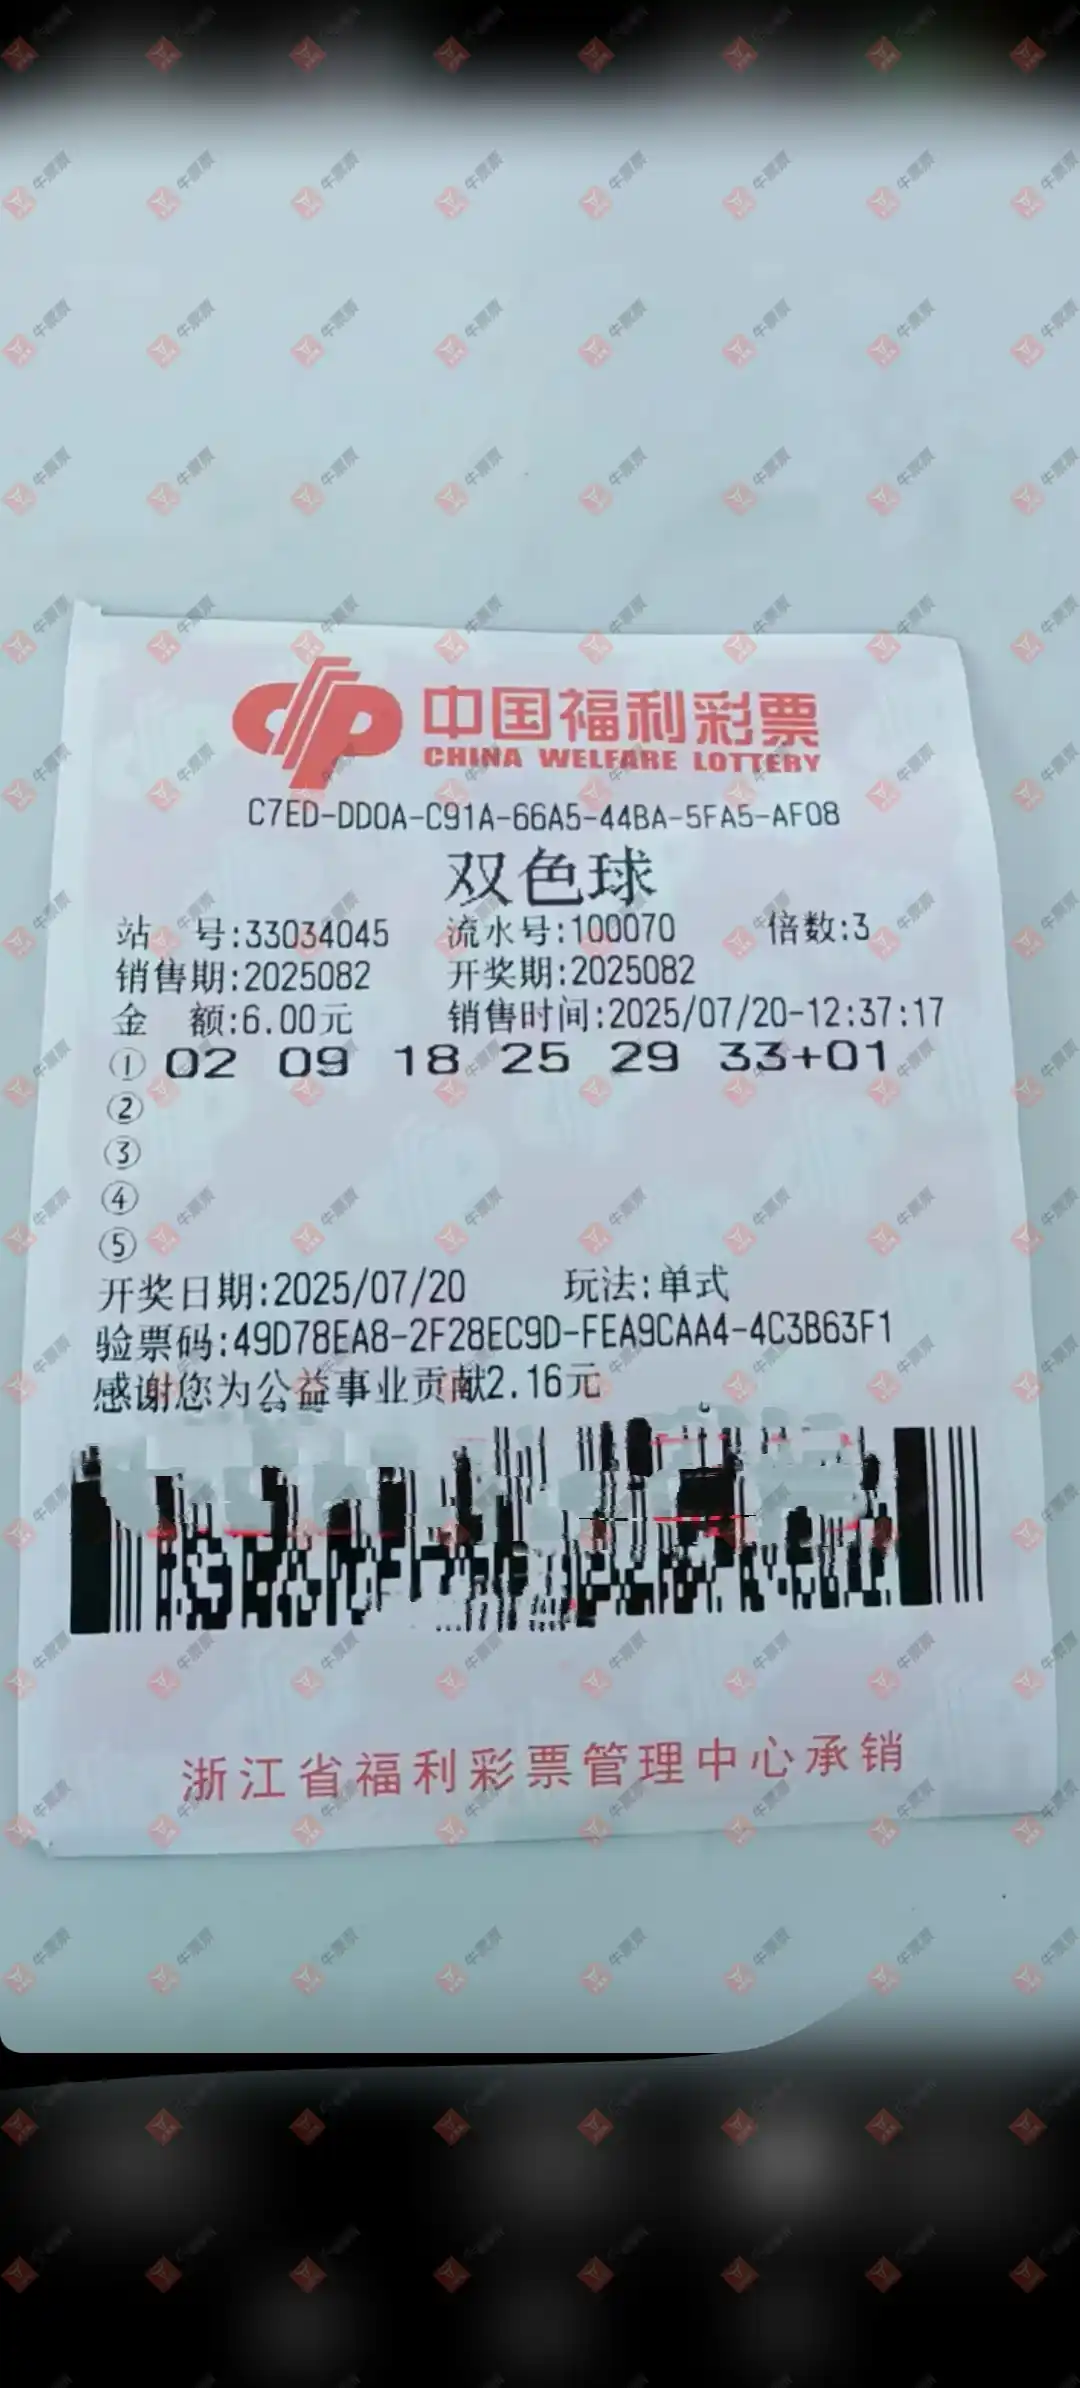 中国福利彩票
CHINA WELFARE LOTTERY
C7ED-DD0A-C91A-66A5-44BA-5FA5-AF08
双色球
站 号:33034045 流水号:100070 倍数:3
销售期:2025082 开奖期:2025082
金 额:6.00元 销售时间:2025/07/20-12:37:17
① 02 09 18 25 29 33+01
②
③
④
⑤
开奖日期:2025/07/20 玩法:单式
验票码:49D78EA8-2F28EC9D-FEA9CAA4-4C3B63F1
感谢您为公益事业贡献2.16元
浙江省福利彩票管理中心承销
牛票票